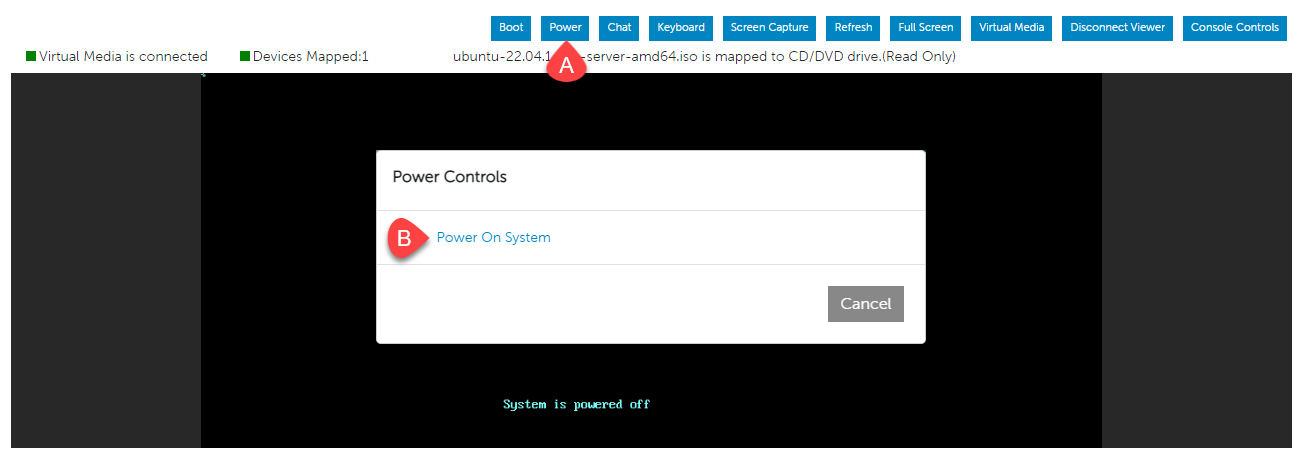 Boot Power Chat Keyboard Screen Capture Refresh Full Screen Virtual Media Disconnect Viewer Console Controls
Virtual Media is connected Devices Mapped:1 ubuntu-22.04.1 -server-amd64.iso is mapped to CD/DVD drive.(Read Only)
A
Power Controls
B Power On System
Cancel
System is powered off